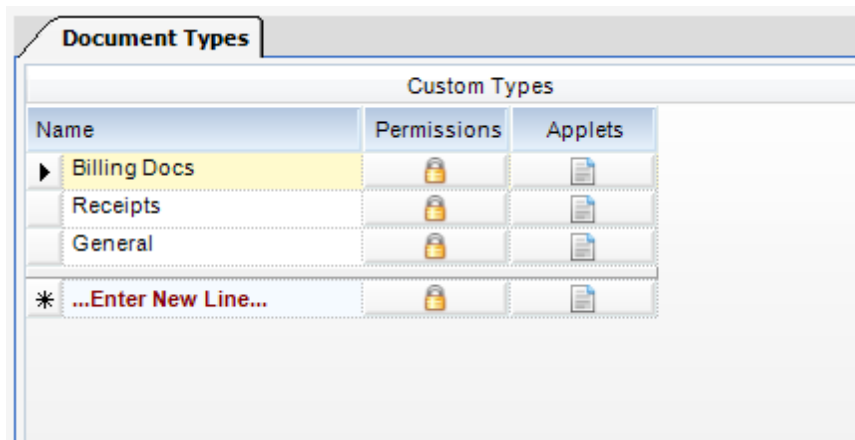 Document Types
Custom Types
Name Permissions Applets
Billing Docs
Receipts
General
...Enter New Line...